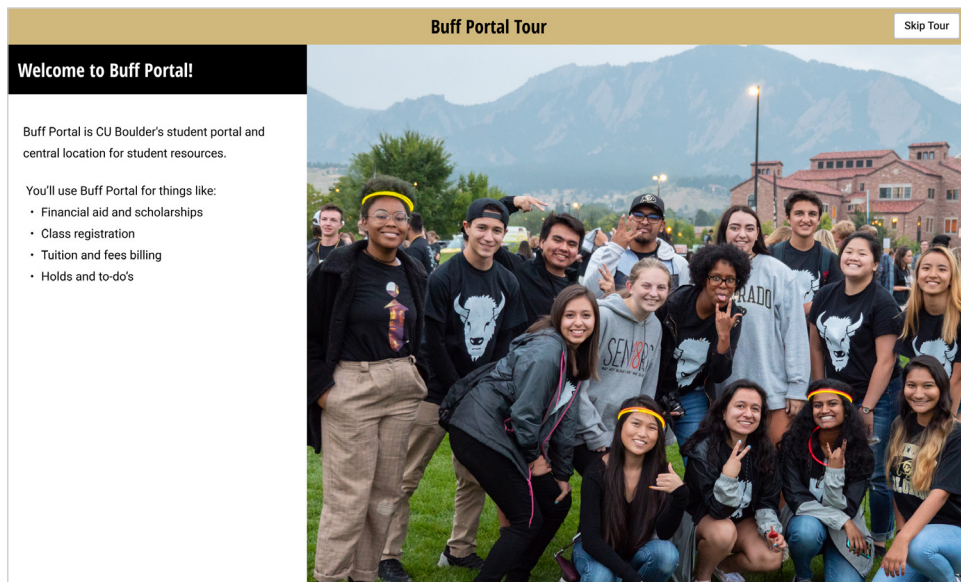 Buff Portal Tour
Skip Tour
Welcome to Buff Portal!
Buff Portal is CU Boulder's student portal and
central location for student resources.
You'll use Buff Portal for things like:
• Financial aid and scholarships
• Class registration
• Tuition and fees billing
• Holds and to-do's